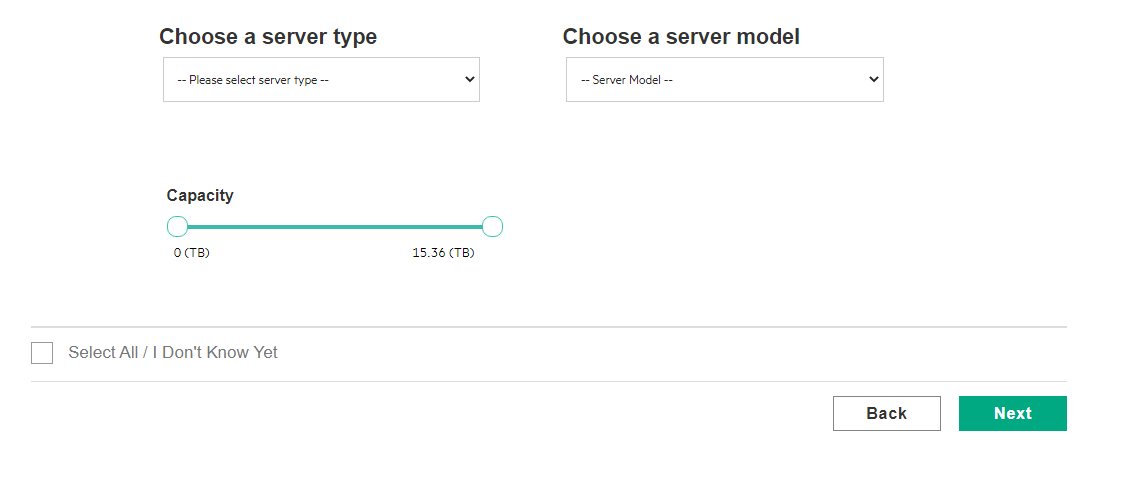 Choose a server type
Choose a server model
-- Please select server type --
-- Server Model --
Capacity
0 (TB)
15.36 (TB)
Select All / I Don't Know Yet
Back
Next